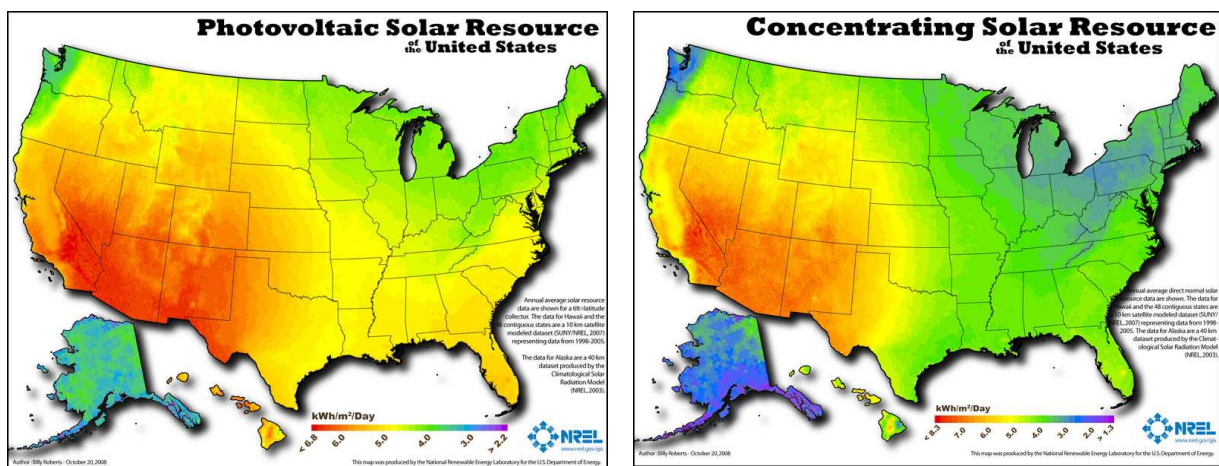 Photovoltaic Solar Resource
of the United States
Annual average solar resource
data are shown for a tilt=latitude
collector. The data for Hawaii and the
48 contiguous states are a 10 km satellite
modeled dataset (SUNY/NREL, 2007)
representing data from 1998-2005.
The data for Alaska are a 40 km
dataset produced by the
Climatological Solar
Radiation Model
(NREL, 2003).
kWh/m²/Day
< 6.8 6.0 5.0 4.0 3.0 > 2.2
NREL
www.nrel.gov/gis
Author : Billy Roberts - October 20, 2008
This map was produced by the National Renewable Energy Laboratory for the U.S. Department of Energy.
Concentrating Solar Resource
of the United States
Annual average direct normal solar
resource data are shown. The data for
Hawaii and the 48 contiguous states are
a 10 km satellite modeled dataset (SUNY/
NREL, 2007) representing data from 1998-
2005. The data for Alaska are a 40 km
dataset produced by the Climat-
ological Solar Radiation Model
(NREL, 2003).
kWh/m²/Day
< 8.3 7.0 6.0 5.0 4.0 3.0 2.0 > 1.3
NREL
www.nrel.gov/gis
Author : Billy Roberts - October 20, 2008
This map was produced by the National Renewable Energy Laboratory for the U.S. Department of Energy.